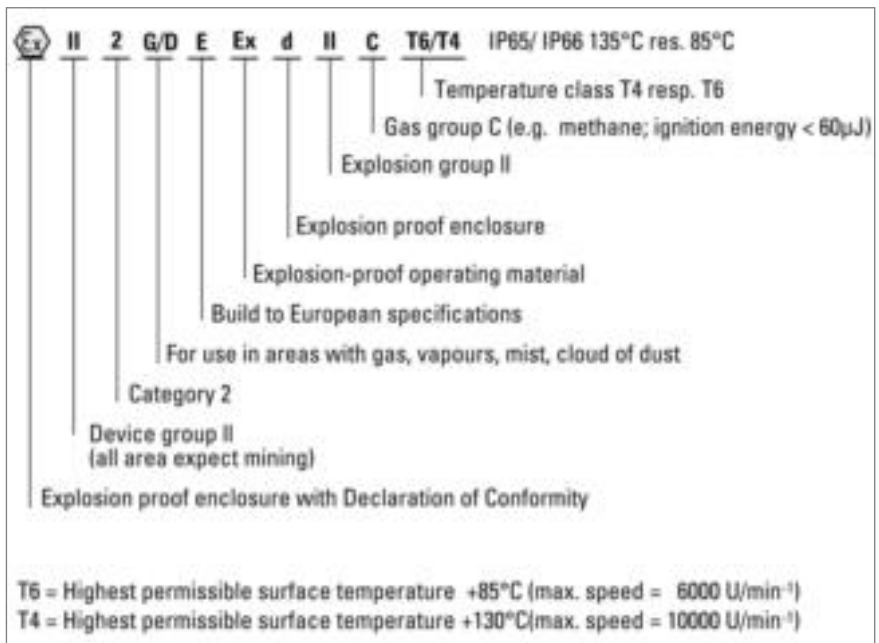 Ex II 2 G/D E Ex d II C T6/T4 IP65/ IP66 135°C res. 85°C
Temperature class T4 resp. T6
Gas group C (e.g. methane; ignition energy < 60µJ)
Explosion group II
Explosion proof enclosure
Explosion-proof operating material
Build to European specifications
For use in areas with gas, vapours, mist, cloud of dust
Category 2
Device group II
(all area expect mining)
Explosion proof enclosure with Declaration of Conformity
T6 = Highest permissible surface temperature +85°C (max. speed = 6000 U/min⁻¹)
T4 = Highest permissible surface temperature +130°C(max. speed = 10000 U/min⁻¹)